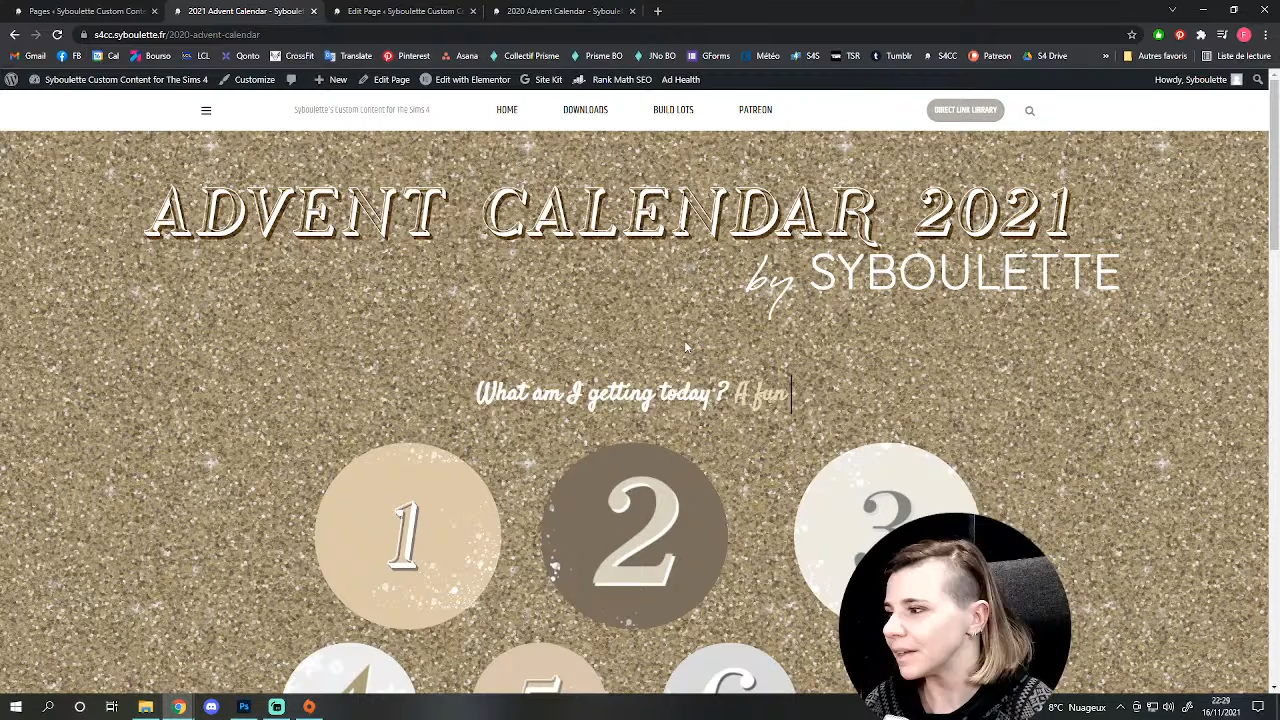 Pages ‹ Syboulette Custom Con
2021 Advent Calendar - Syboulet
Edit Page ‹ Syboulette Custom C
2020 Advent Calendar - Syboulet
s4cc.syboulette.fr/2020-advent-calendar
Gmail FB Bourso LCL Qonto CrossFit Translate Pinterest Asana Collectif Prisme Prisme BO JNo BO GForms Météo S4S TSR Tumblr S4CC Patreon S4 Drive » Autres favoris Liste de lecture
Syboulette Custom Content for The Sims 4 Customize New Edit Page Edit with Elementor Site Kit Rank Math SEO Ad Health Howdy, Syboulette
Syboulette's Custom Content for The Sims 4 HOME DOWNLOADS BUILD LOTS PATREON DIRECT LINK LIBRARY
ADVENT CALENDAR 2021
by SYBOULETTE
What am I getting today ? A fun
1 2 3
4 5 6
8°C Nuageux
22:29
16/11/2021